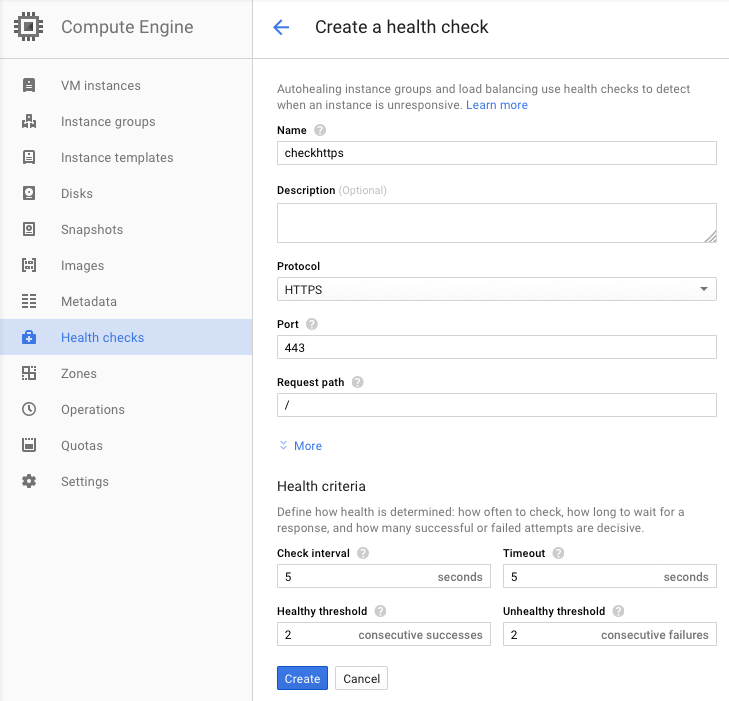 Compute Engine
VM instances
Instance groups
Instance templates
Disks
Snapshots
Images
Metadata
Health checks
Zones
Operations
Quotas
Settings
Create a health check
Autohealing instance groups and load balancing use health checks to detect
when an instance is unresponsive. Learn more
Name ?
checkhttps
Description (Optional)
Protocol
HTTPS
Port ?
443
Request path ?
/
More
Health criteria
Define how health is determined: how often to check, how long to wait for a
response, and how many successful or failed attempts are decisive.
Check interval ? Timeout ?
5 seconds 5 seconds
Healthy threshold ? Unhealthy threshold ?
2 consecutive successes 2 consecutive failures
Create Cancel